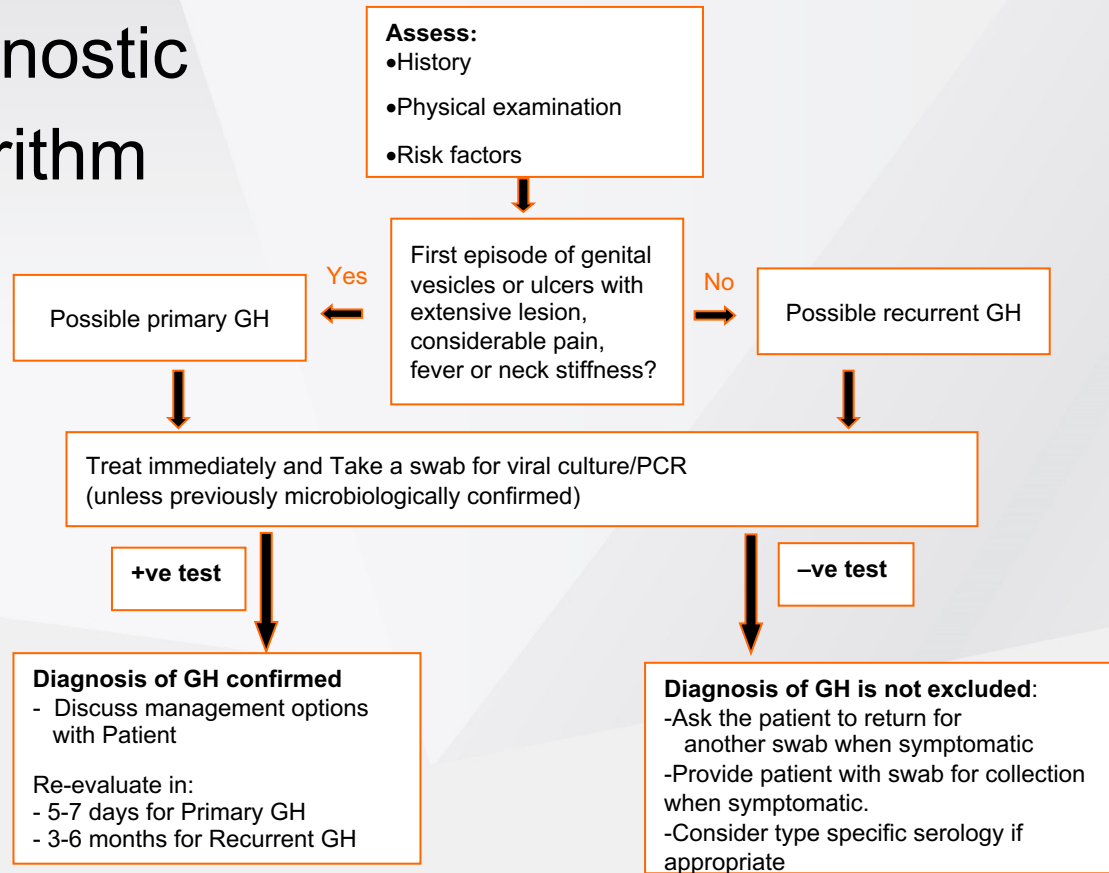 nostic
rithm
Assess:
•History
•Physical examination
•Risk factors
First episode of genital
vesicles or ulcers with
extensive lesion,
considerable pain,
fever or neck stiffness?
Yes
No
Possible primary GH
Possible recurrent GH
Treat immediately and Take a swab for viral culture/PCR
(unless previously microbiologically confirmed)
+ve test
–ve test
Diagnosis of GH confirmed
- Discuss management options
with Patient
Re-evaluate in:
- 5-7 days for Primary GH
- 3-6 months for Recurrent GH
Diagnosis of GH is not excluded:
-Ask the patient to return for
another swab when symptomatic
-Provide patient with swab for collection
when symptomatic.
-Consider type specific serology if
appropriate